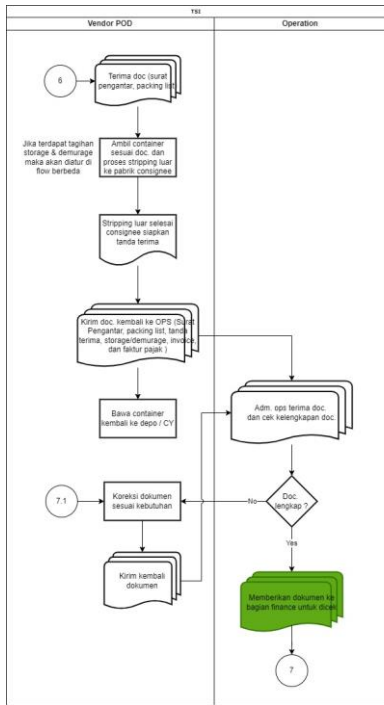 TSI
Vendor POD
Operation
6
Terima doc (surat
pengantar, packing list
Jika terdapat tagihan
storage & demurage
maka akan diatur di
flow berbeda
Ambil container
sesuai doc. dan
proses stripping luar
ke pabrik consignee
Stripping luar selesai
consignee siapkan
tanda terima
Kirim doc. kembali ke OPS (Surat
Pengantar, packing list, tanda
terima, storage/demurage, invoice,
dan faktur pajak )
Bawa container
kembali ke depo / CY
Adm. ops terima doc.
dan cek kelengkapan doc.
7.1
Koreksi dokumen
sesuai kebutuhan
No
Doc.
lengkap ?
Yes
Kirim kembali
dokumen
Memberikan dokumen ke
bagian finance untuk dicek
7